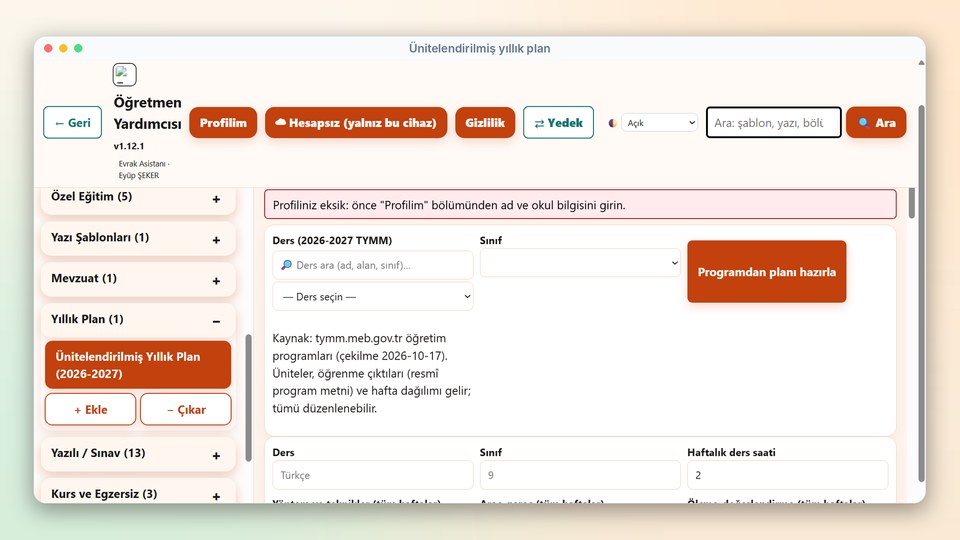 Ünitelendirilmiş yıllık plan
← Geri
Öğretmen
Yardımcısı
v1.12.1
Evrak Asistanı ·
Eyüp ŞEKER
Profilim
Hesapsız (yalnız bu cihaz)
Gizlilik
⇄ Yedek
Açık
Ara: şablon, yazı, bölü
Ara
Özel Eğitim (5)
+
Yazı Şablonları (1)
+
Mevzuat (1)
+
Yıllık Plan (1)
−
Ünitelendirilmiş Yıllık Plan
(2026-2027)
+ Ekle
− Çıkar
Yazılı / Sınav (13)
+
Kurs ve Egzersiz (3)
+
Profiliniz eksik: önce "Profilim" bölümünden ad ve okul bilgisini girin.
Ders (2026-2027 TYMM)
Ders ara (ad, alan, sınıf)...
— Ders seçin —
Sınıf
Programdan planı hazırla
Kaynak: tymm.meb.gov.tr öğretim
programları (çekilme 2026-10-17).
Üniteler, öğrenme çıktıları (resmî
program metni) ve hafta dağılımı gelir;
tümü düzenlenebilir.
Ders
Sınıf
Haftalık ders saati
Türkçe
9
2